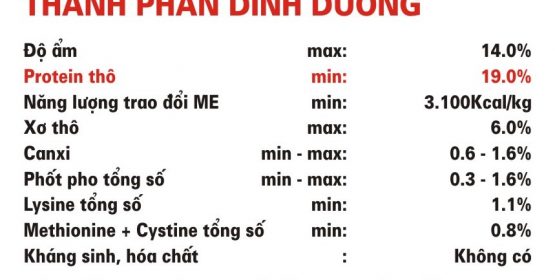 THÀNH PHẦN DINH DƯỠNG
Độ ẩm max: 14.0%
Protein thô min: 19.0%
Năng lượng trao đổi ME min: 3.100Kcal/kg
Xơ thô max: 6.0%
Canxi min - max: 0.6 - 1.6%
Phốt pho tổng số min - max: 0.3 - 1.6%
Lysine tổng số min: 1.1%
Methionine + Cystine tổng số min: 0.8%
Kháng sinh, hóa chất : Không có